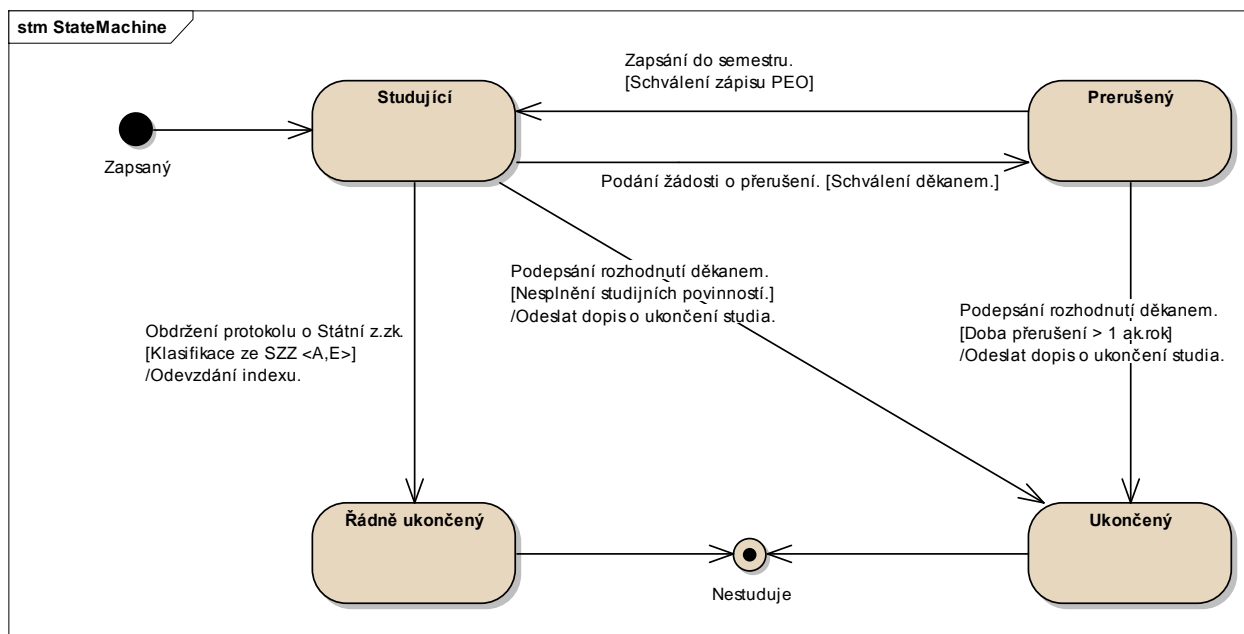 stm StateMachine
Zapsání do semestru.
[Schválení zápisu PEO]
Studující
Prerušený
Zapsaný
Podání žádosti o přerušení. [Schválení děkanem.]
Podepsání rozhodnutí děkanem.
[Nesplnění studijních povinností.]
/Odeslat dopis o ukončení studia.
Podepsání rozhodnutí děkanem.
[Doba přerušení > 1 ak.rok]
/Odeslat dopis o ukončení studia.
Obdržení protokolu o Státní z.zk.
[Klasifikace ze SZZ <A,E>]
/Odevzdání indexu.
Řádně ukončený
Ukončený
Nestuduje